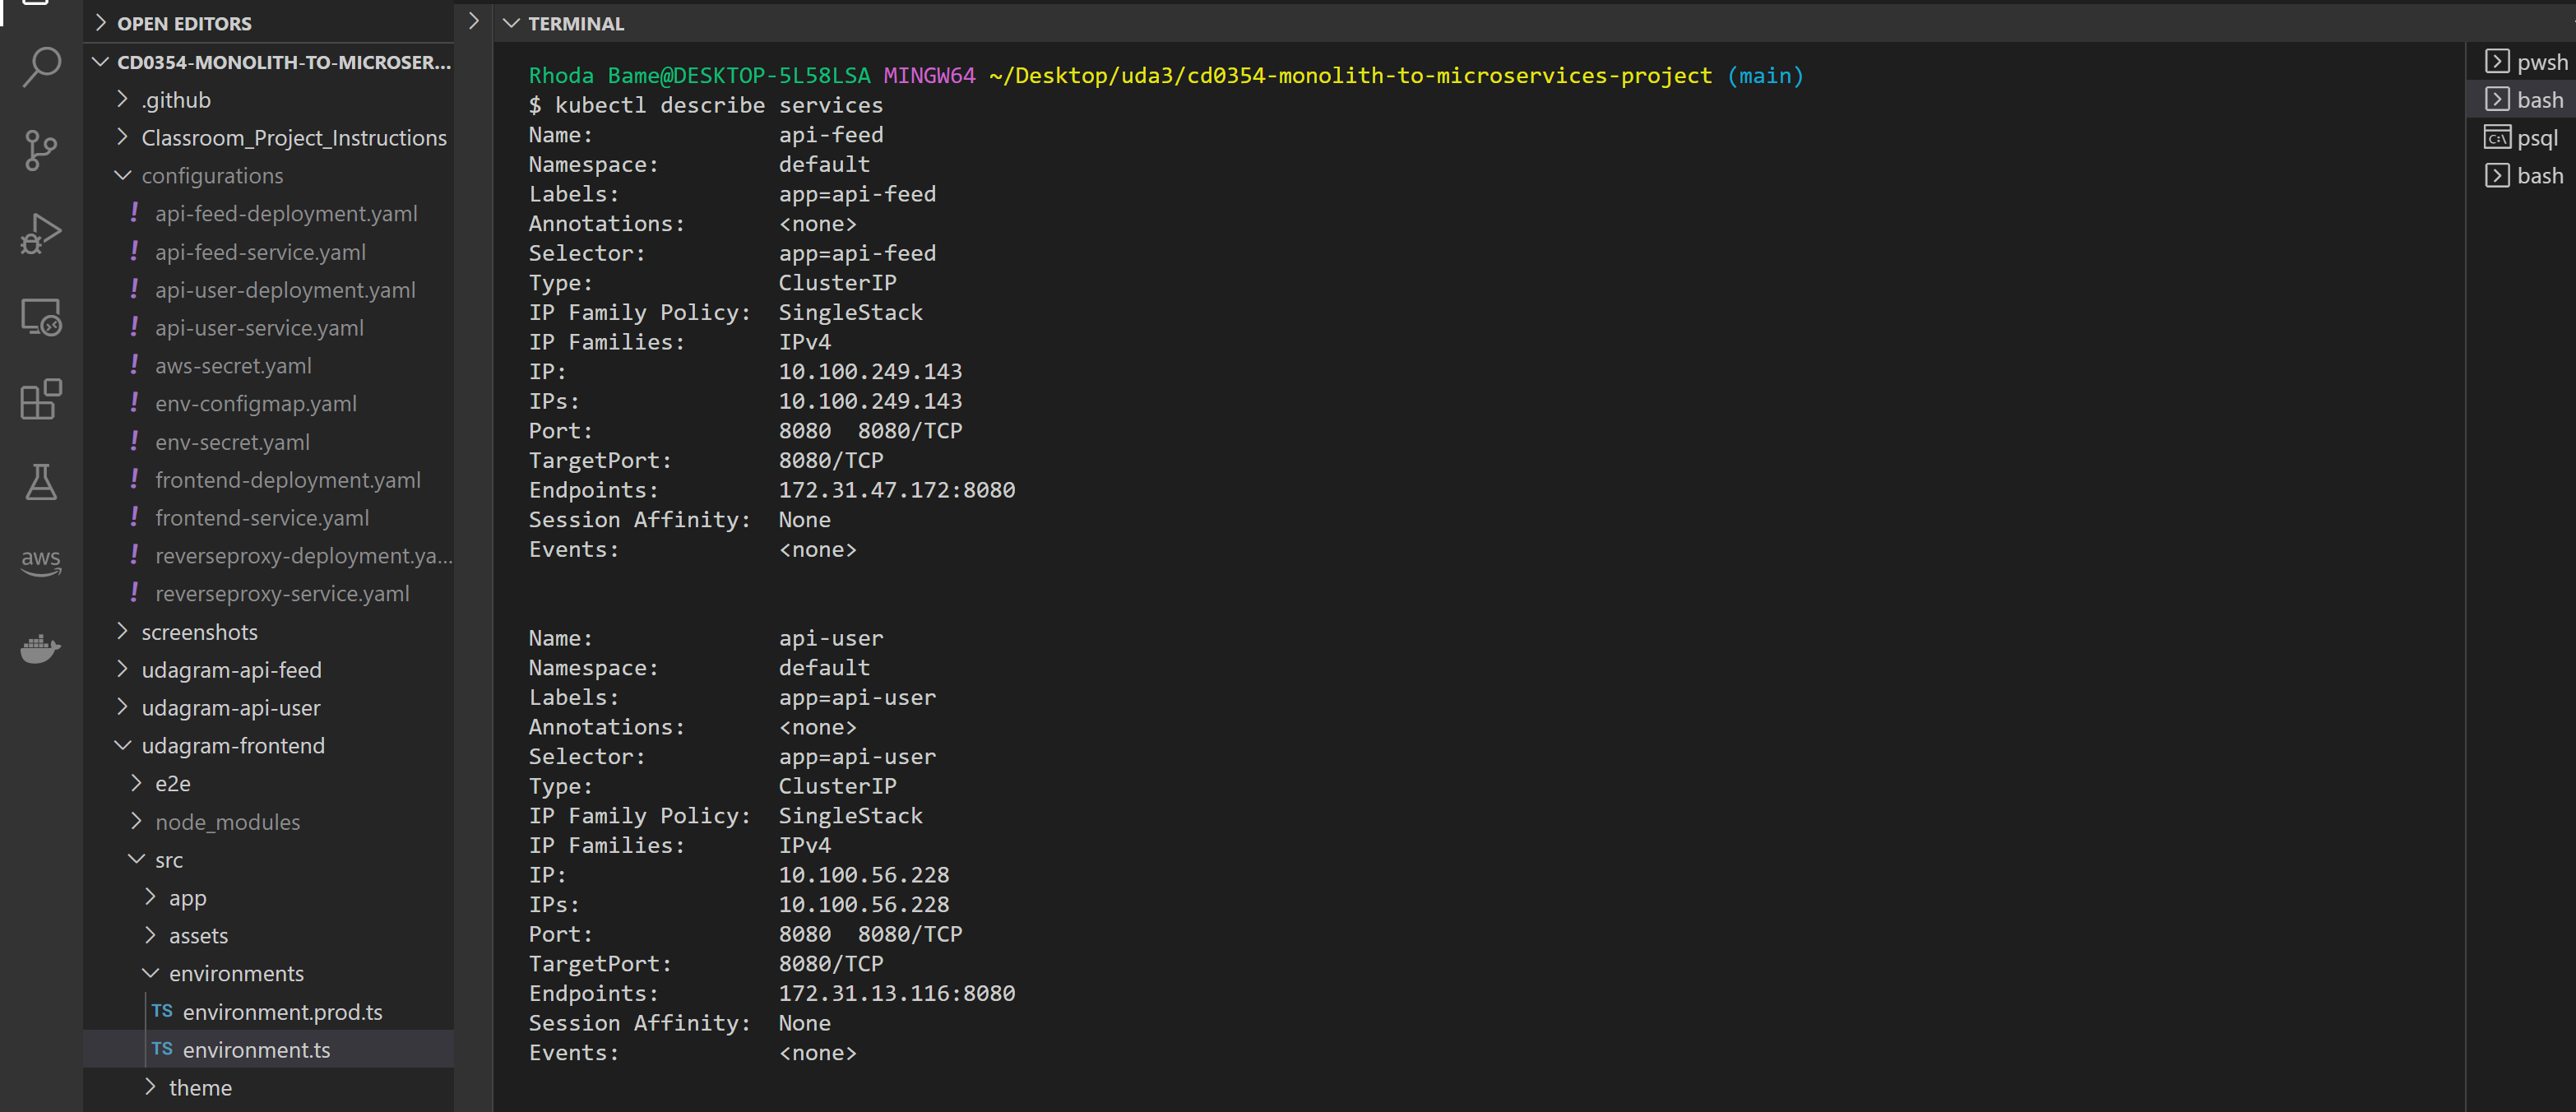 OPEN EDITORS
CD0354-MONOLITH-TO-MICROSER...
.github
Classroom_Project_Instructions
configurations
! api-feed-deployment.yaml
! api-feed-service.yaml
! api-user-deployment.yaml
! api-user-service.yaml
! aws-secret.yaml
! env-configmap.yaml
! env-secret.yaml
! frontend-deployment.yaml
! frontend-service.yaml
! reverseproxy-deployment.ya...
! reverseproxy-service.yaml
screenshots
udagram-api-feed
udagram-api-user
udagram-frontend
e2e
node_modules
src
app
assets
environments
TS environment.prod.ts
TS environment.ts
theme
aws
TERMINAL
Rhoda Bame@DESKTOP-5L58LSA MINGW64 ~/Desktop/uda3/cd0354-monolith-to-microservices-project (main)
$ kubectl describe services
Name: api-feed
Namespace: default
Labels: app=api-feed
Annotations: <none>
Selector: app=api-feed
Type: ClusterIP
IP Family Policy: SingleStack
IP Families: IPv4
IP: 10.100.249.143
IPs: 10.100.249.143
Port: 8080 8080/TCP
TargetPort: 8080/TCP
Endpoints: 172.31.47.172:8080
Session Affinity: None
Events: <none>
Name: api-user
Namespace: default
Labels: app=api-user
Annotations: <none>
Selector: app=api-user
Type: ClusterIP
IP Family Policy: SingleStack
IP Families: IPv4
IP: 10.100.56.228
IPs: 10.100.56.228
Port: 8080 8080/TCP
TargetPort: 8080/TCP
Endpoints: 172.31.13.116:8080
Session Affinity: None
Events: <none>
pwsh
bash
psql
bash